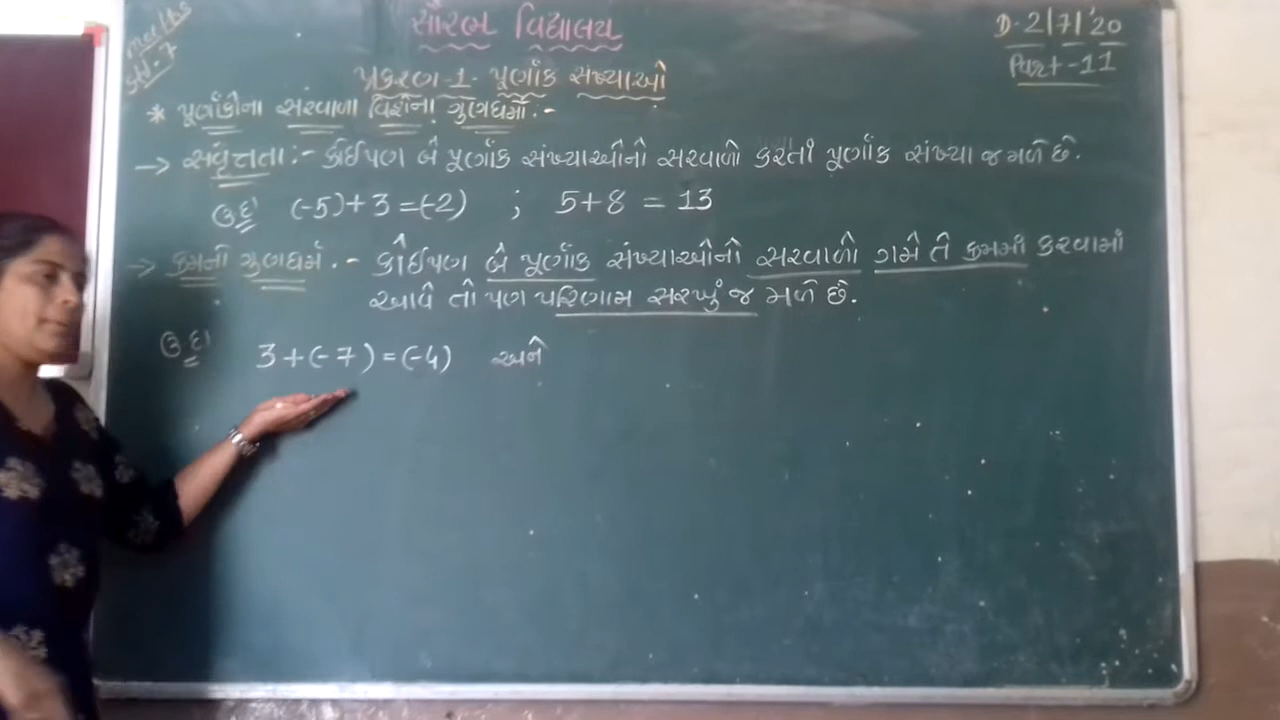 Maths
ધો. 7
સૌરભ વિદ્યાલય
D. 2/7/'20
પ્રકરણ-1. પૂર્ણાંક સંખ્યાઓ
* પૂર્ણાંકોના સરવાળા વિશેના ગુણધર્મો :-
→ સંવૃત્તતા :- કોઈપણ બે પૂર્ણાંક સંખ્યાઓનો સરવાળો કરતાં પૂર્ણાંક સંખ્યા જ મળે છે.
ઉદા (-5)+3=(-2) ; 5+8 = 13
→ ક્રમનો ગુણધર્મ :- કોઈપણ બે પૂર્ણાંક સંખ્યાઓનો સરવાળો ગમે તે ક્રમમાં કરવામાં
આવે તો પણ પરિણામ સરખું જ મળે છે.
ઉદા 3+(-7)=(-4) અને